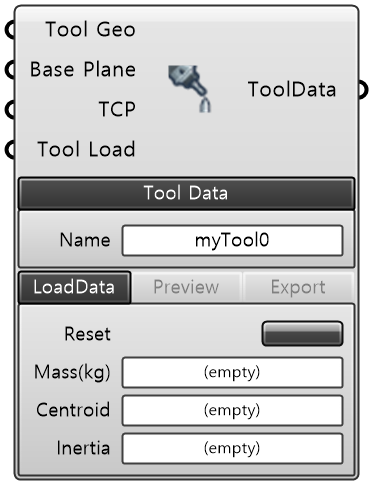 Tool Geo
Base Plane
TCP
Tool Load
ToolData
Tool Data
Name myTool0
LoadData Preview Export
Reset
Mass(kg) (empty)
Centroid (empty)
Inertia (empty)